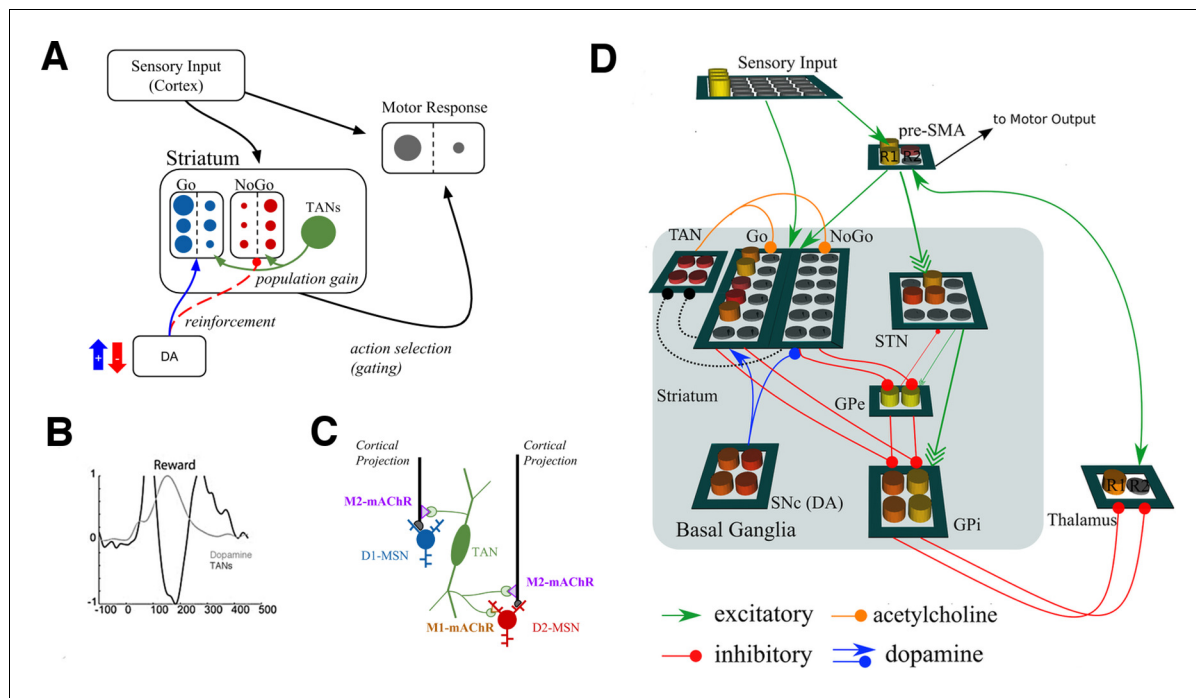 A
Sensory Input
(Cortex)
Motor Response
Striatum
Go
NoGo
TANs
population gain
reinforcement
DA
+
-
action selection
(gating)
B
Reward
1
0
-1
Dopamine
TANs
-100 0 100 200 300 400 500
C
Cortical
Projection
Cortical
Projection
M2-mAChR
D1-MSN
TAN
M2-mAChR
M1-mAChR
D2-MSN
D
Sensory Input
to Motor Output
pre-SMA
R1 R2
TAN
Go
NoGo
STN
Striatum
GPe
SNc (DA)
GPi
Basal Ganglia
R1 R2
Thalamus
excitatory
acetylcholine
inhibitory
dopamine